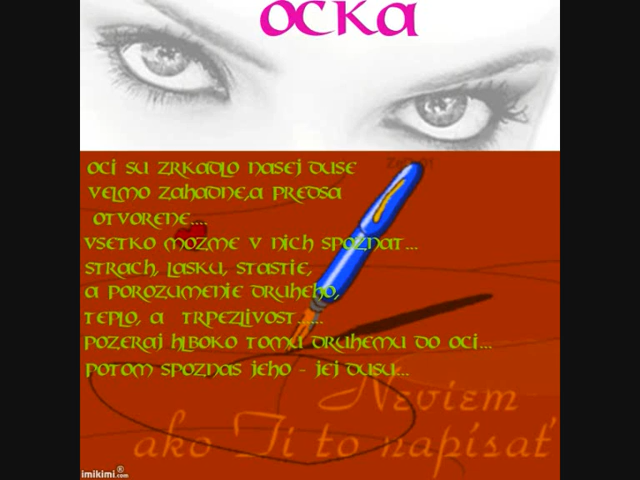 OCKA
OCI SU ZRKADLO NASEJ DUSE
VELMO ZAHADNE,A PREDSA
OTVORENE....
VSETKO MOZME V NICH SPOZNAT...
STRACH, LASKU, STASTIE,
A POROZUMENIE DRUHEHO,
TEPLO, A TRPEZLIVOST......
POZERAJ HLBOKO TOMU DRUHEMU DO OCI...
POTOM SPOZNAS JEHO - JEJ DUSU...
Neviem
ako Ti to napísať
imikimi.com